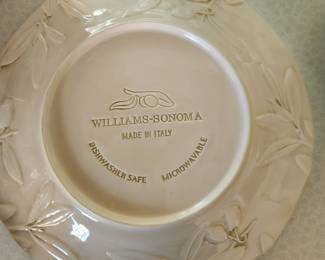 WILLIAMS-SONOMA
MADE IN ITALY
DISHWASHER SAFE MICROWAVABLE